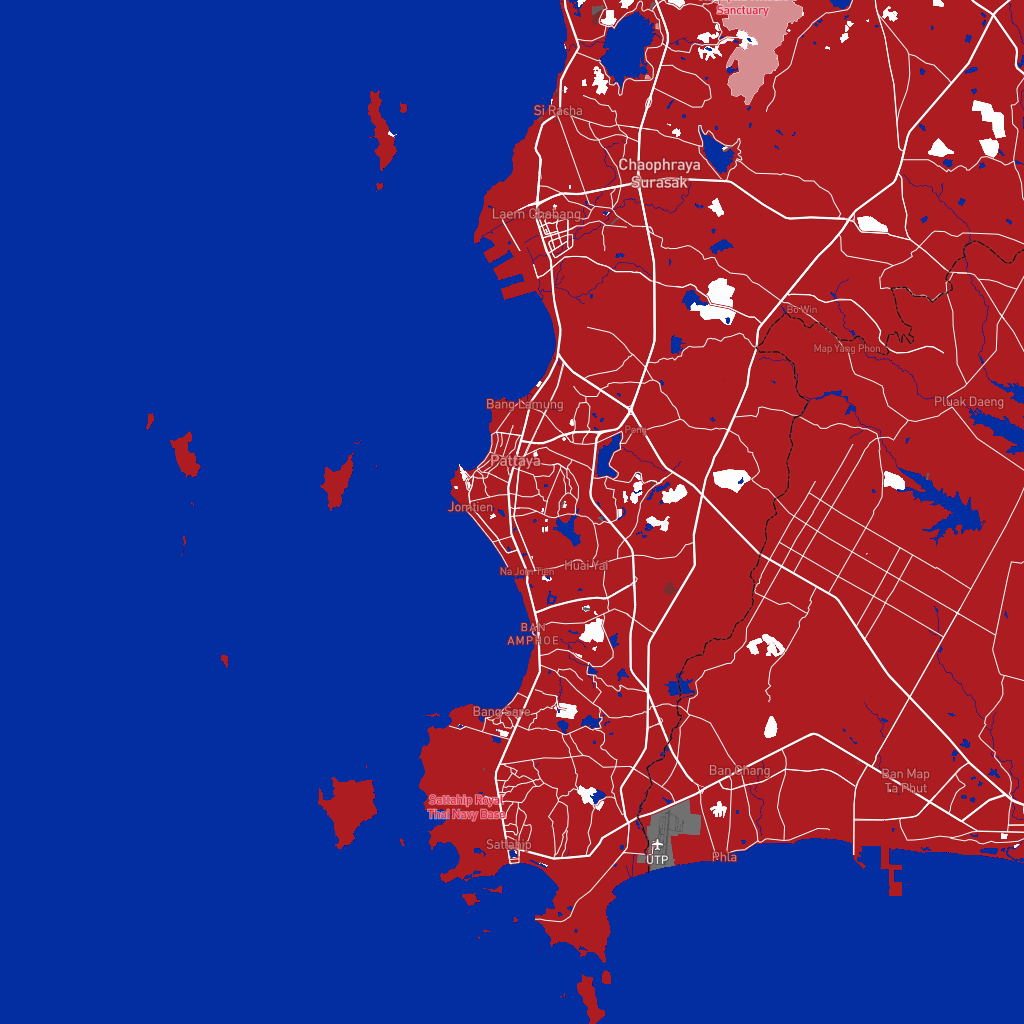 Sanctuary
Si Racha
Chaophraya
Surasak
Laem Chabang
Bo Win
Map Yang Phon
Bang Lamung
Pluak Daeng
Pong
Pattaya
Jomtien
Huai Yai
Na Jom Tien
BAN
AMPHOE
Bang Sare
Ban Chang
Ban Map
Ta Phut
Sattahip Royal
Thai Navy Base
Sattahip
UTP
Phla